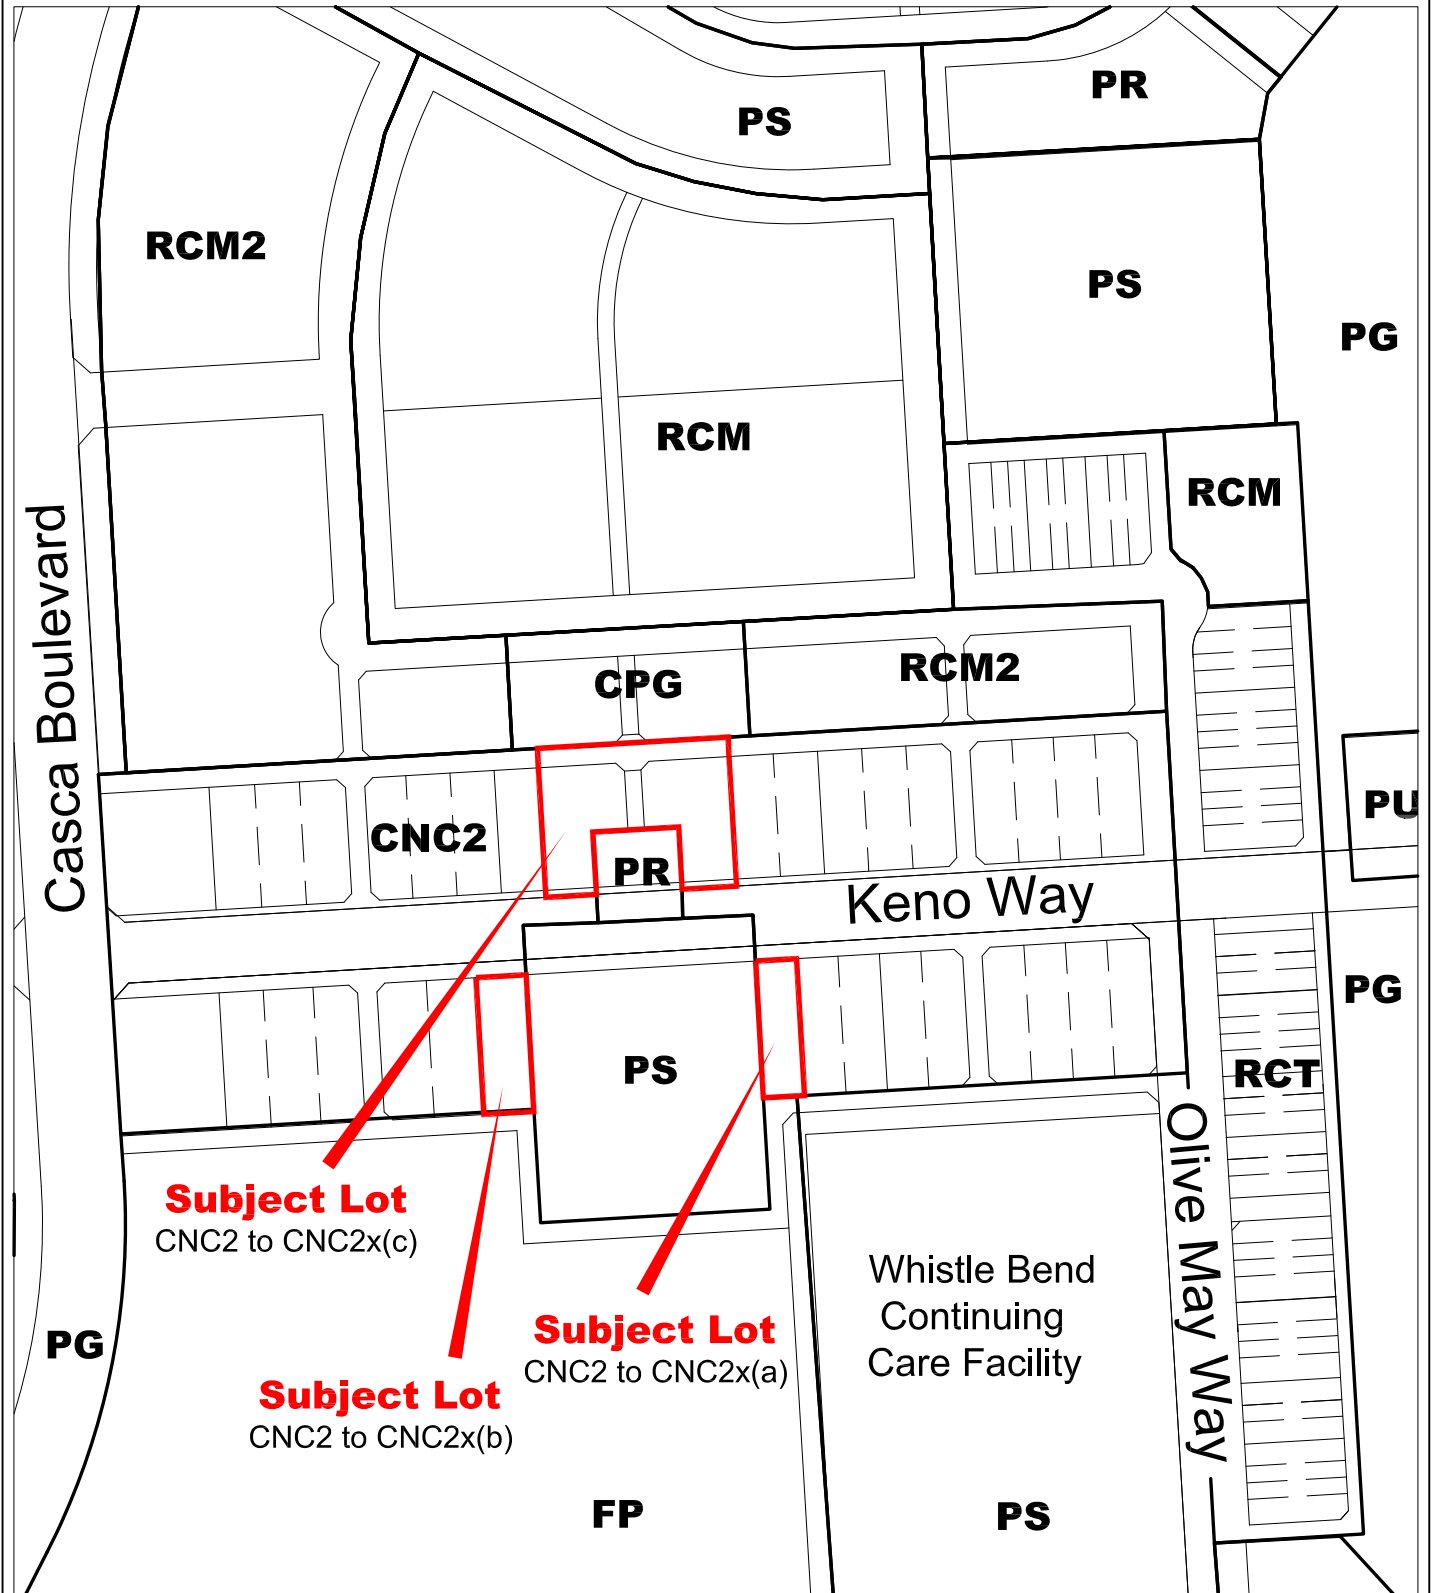 PR
PS
RCM2
PS
PG
RCM
RCM
Casca Boulevard
RCM2
CPG
PU
CNC2
PR
Keno Way
PG
PS
RCT
Subject Lot
CNC2 to CNC2x(c)
Olive May Way
Whistle Bend
Continuing
Care Facility
Subject Lot
CNC2 to CNC2x(a)
PG
Subject Lot
CNC2 to CNC2x(b)
FP
PS